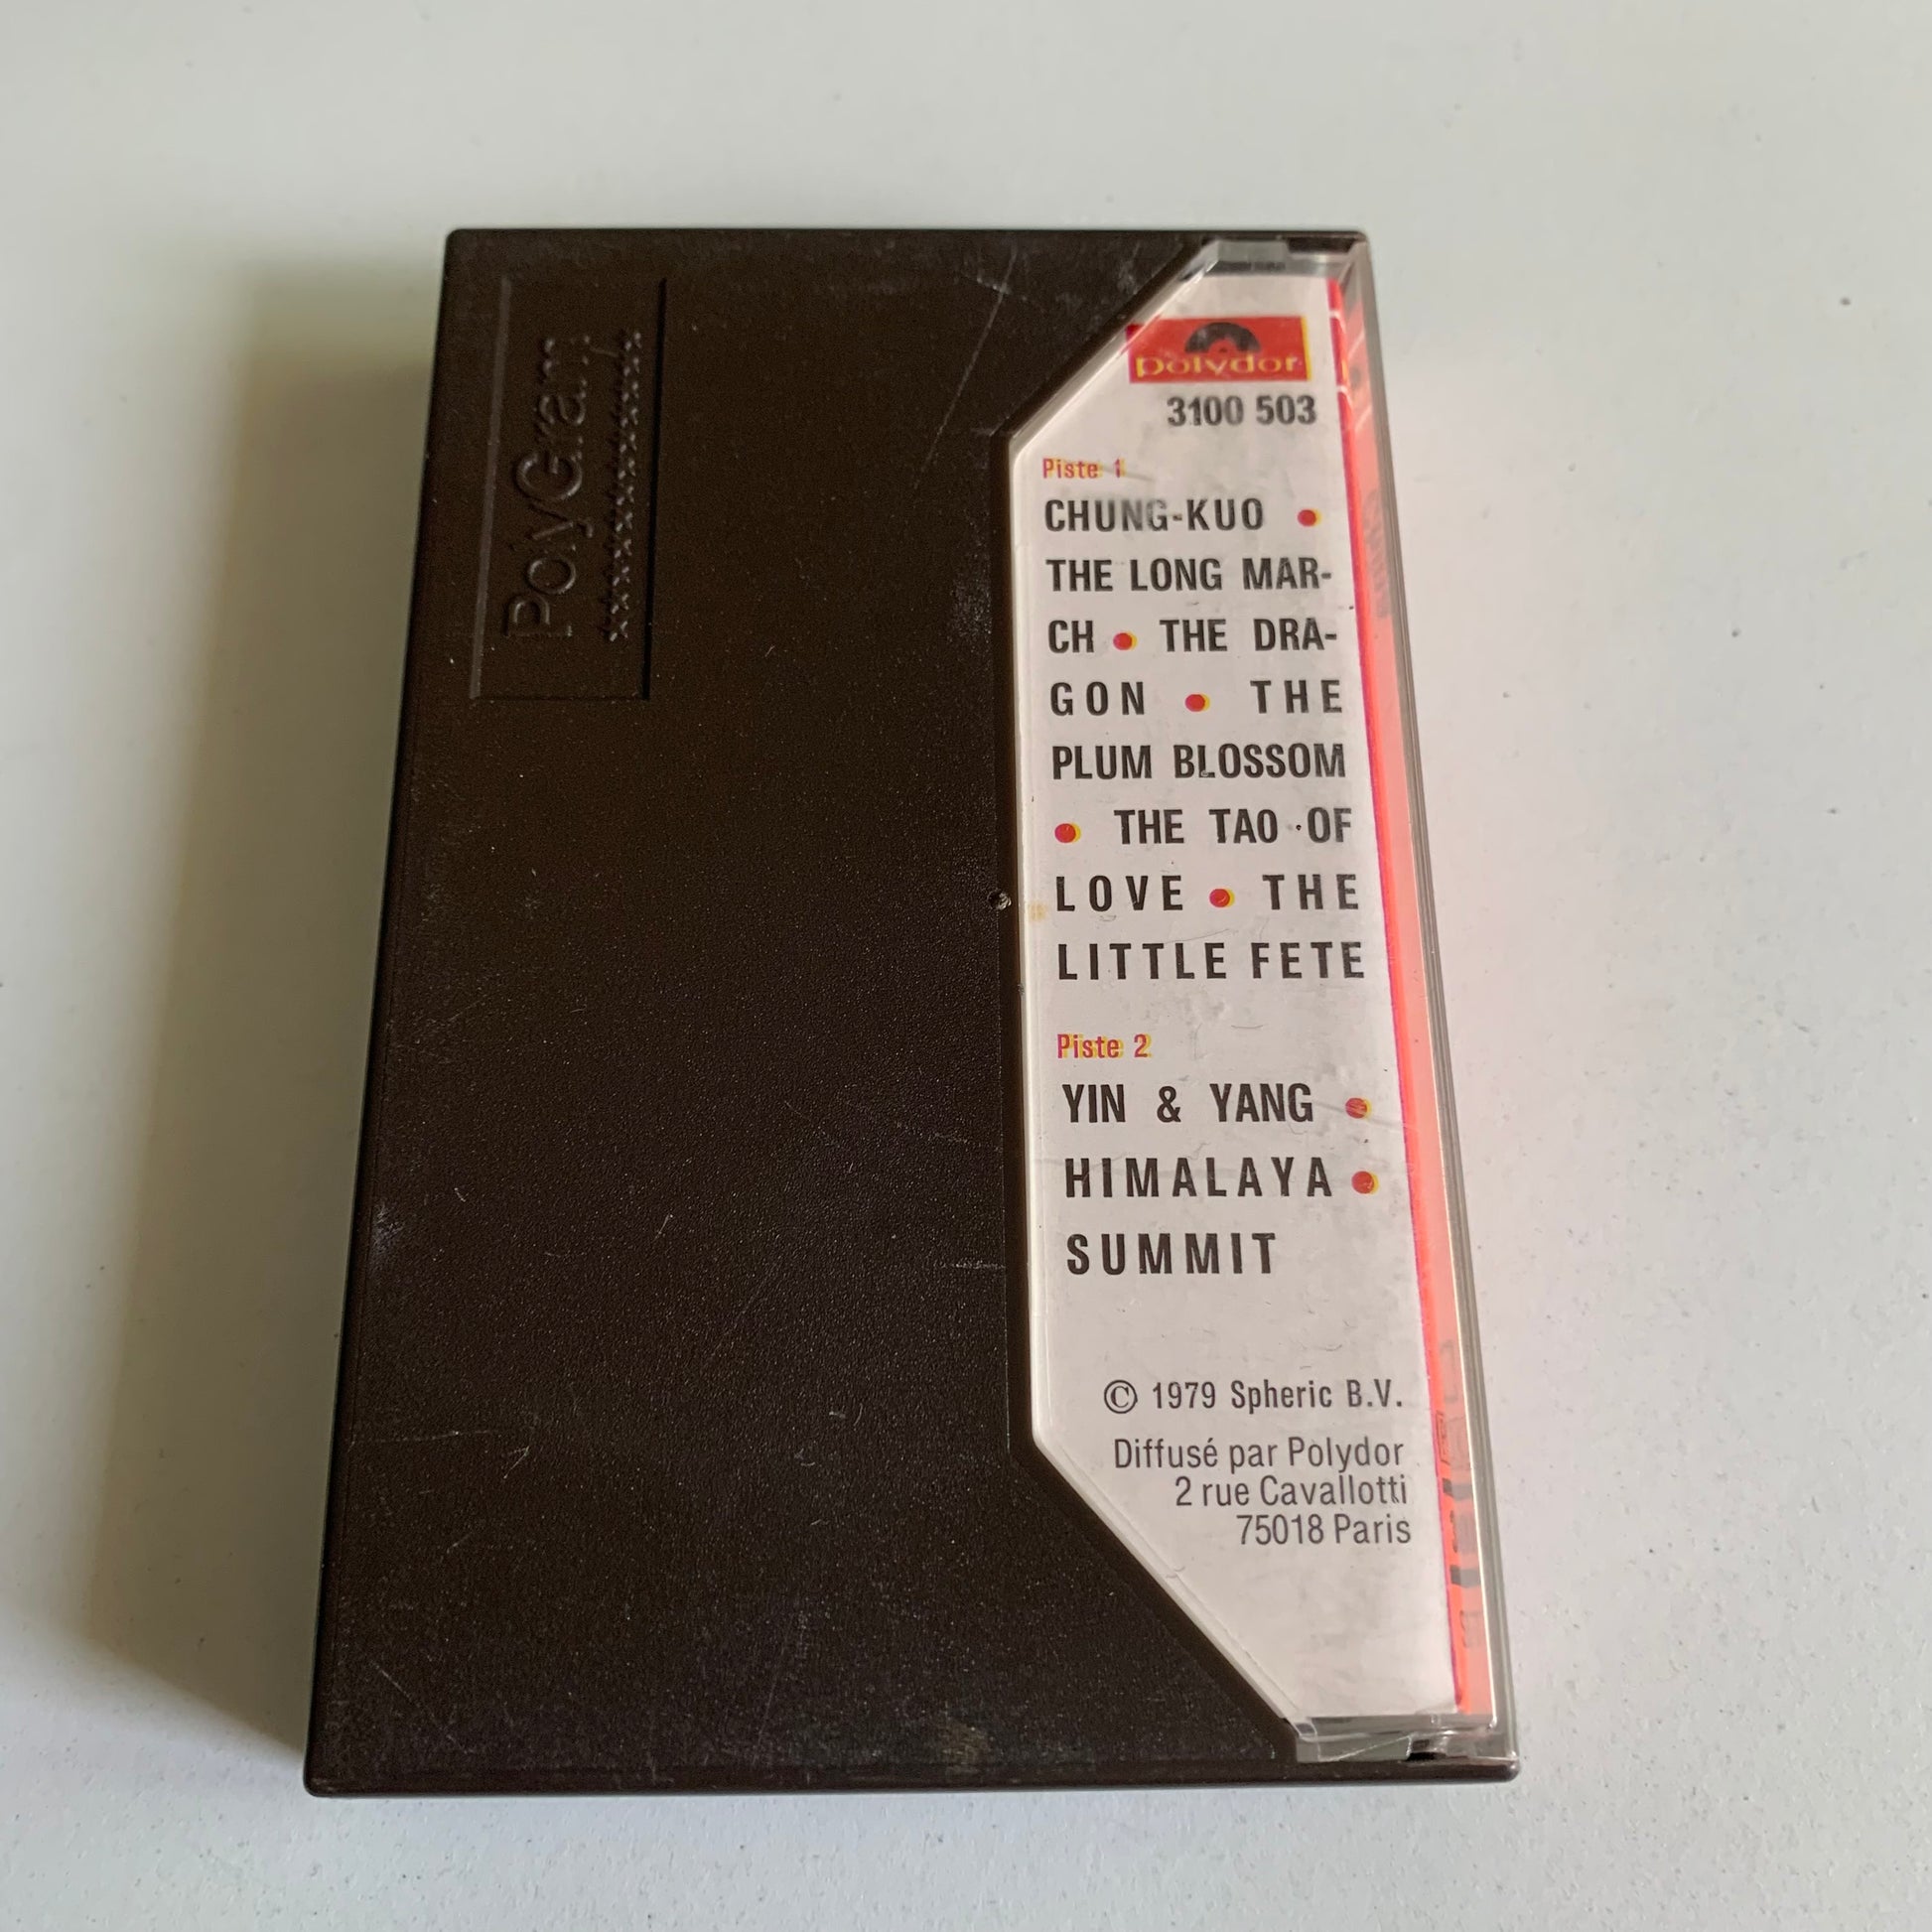 PolyGram
polydor
3100 503
Piste 1
CHUNG-KUO •
THE LONG MAR-
CH • THE DRA-
GON • THE
PLUM BLOSSOM
• THE TAO OF
LOVE • THE
LITTLE FETE
Piste 2
YIN & YANG •
HIMALAYA •
SUMMIT
© 1979 Spheric B.V.
Diffusé par Polydor
2 rue Cavallotti
75018 Paris